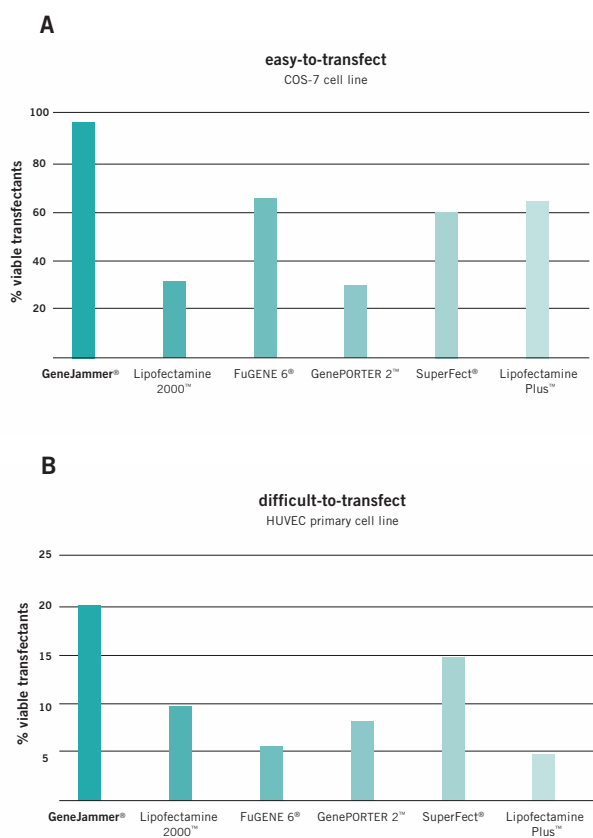 A
easy-to-transfect
COS-7 cell line
% viable transfectants
100
80
60
40
20
GeneJammer® Lipofectamine 2000™ FuGENE 6® GenePORTER 2™ SuperFect® Lipofectamine Plus™
B
difficult-to-transfect
HUVEC primary cell line
% viable transfectants
25
20
15
10
5
GeneJammer® Lipofectamine 2000™ FuGENE 6® GenePORTER 2™ SuperFect® Lipofectamine Plus™